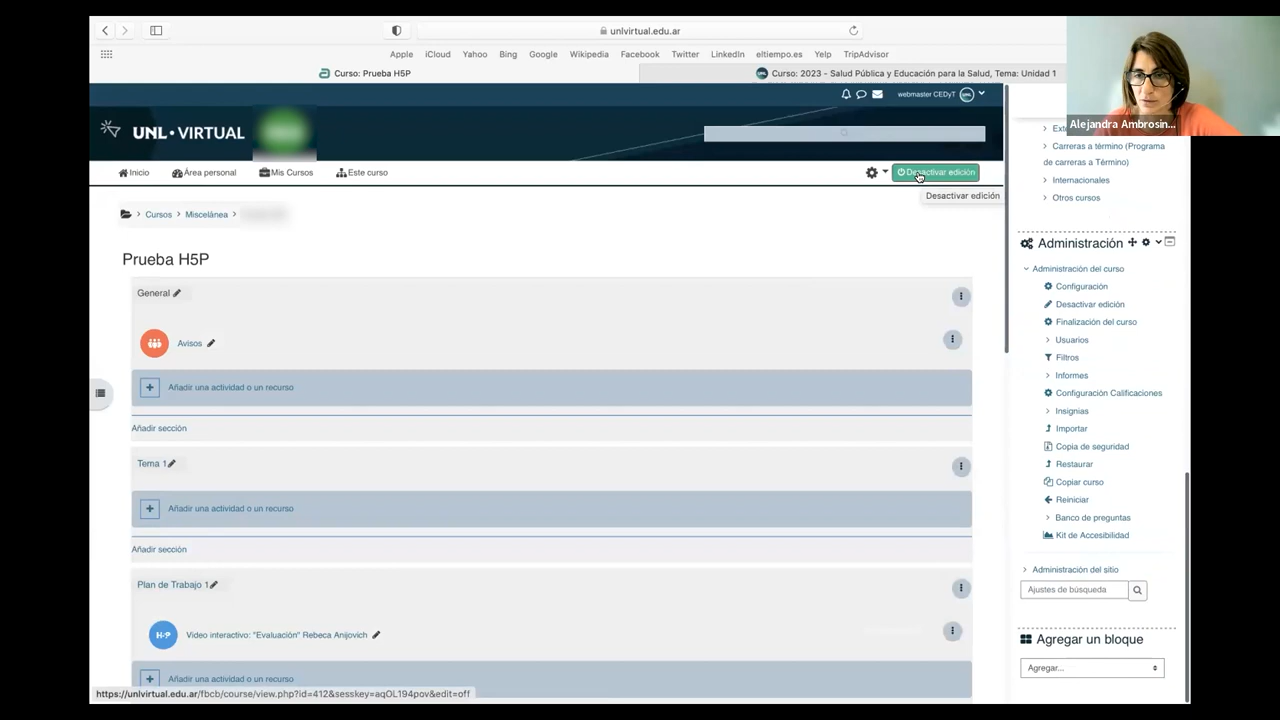 unlvirtual.edu.ar
Apple iCloud Yahoo Bing Google Wikipedia Facebook Twitter LinkedIn eltiempo.es Yelp TripAdvisor
Curso: Prueba H5P
UNL Curso: 2023 - Salud Pública y Educación para la Salud, Tema: Unidad 1
webmaster CEDyT UNL
UNL • VIRTUAL
Inicio Área personal Mis Cursos Este curso
Desactivar edición
Desactivar edición
Cursos > Miscelánea >
Prueba H5P
General
Avisos
Añadir una actividad o un recurso
Añadir sección
Tema 1
Añadir una actividad o un recurso
Añadir sección
Plan de Trabajo 1
H-P Video interactivo: "Evaluación" Rebeca Anijovich
Añadir una actividad o un recurso
https://unlvirtual.edu.ar/fbcb/course/view.php?id=412&sesskey=aqOL194pov&edit=off
Alejandra Ambrosin...
Carreras a término (Programa
de carreras a Término)
Internacionales
Otros cursos
Administración
Administración del curso
Configuración
Desactivar edición
Finalización del curso
Usuarios
Filtros
Informes
Configuración Calificaciones
Insignias
Importar
Copia de seguridad
Restaurar
Copiar curso
Reiniciar
Banco de preguntas
Kit de Accesibilidad
Administración del sitio
Ajustes de búsqueda
Agregar un bloque
Agregar...